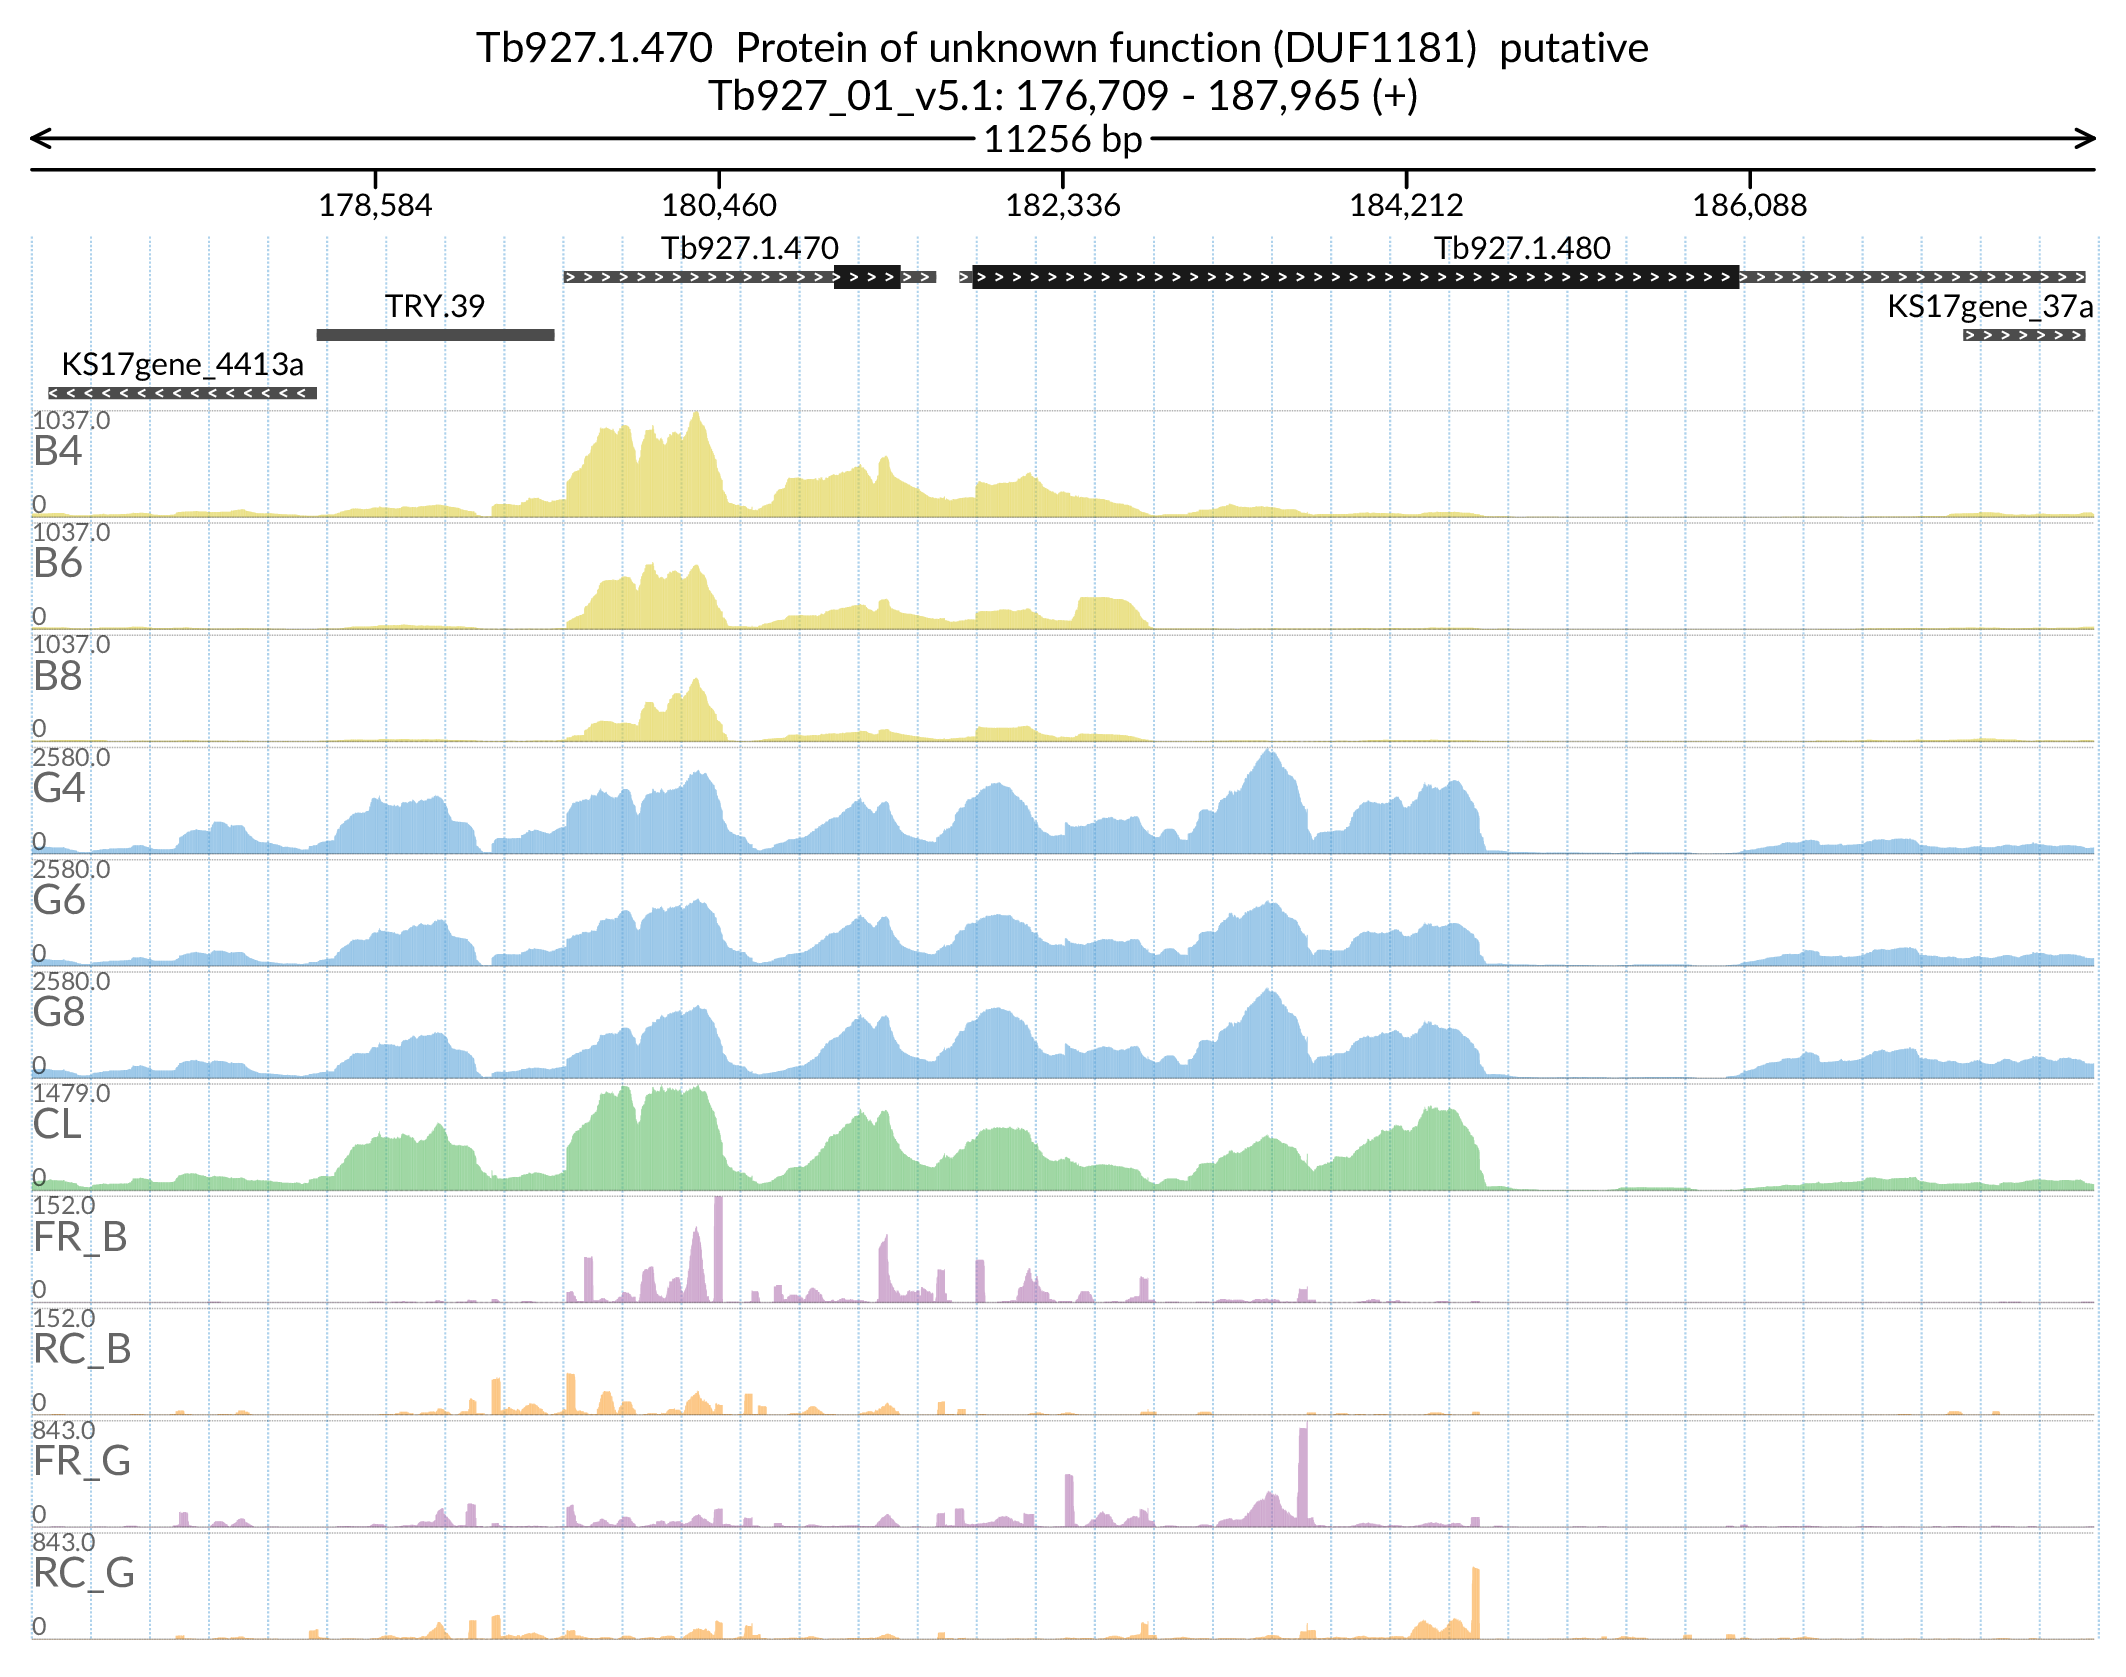 Tb927.1.470  Protein of unknown function (DUF1181)  putative
Tb927_01_v5.1: 176,709 - 187,965 (+)
11256 bp
178,584 180,460 182,336 184,212 186,088
Tb927.1.470 Tb927.1.480
TRY.39 KS17gene_37a
KS17gene_4413a
1037.0
B4
0
1037.0
B6
0
1037.0
B8
0
2580.0
G4
0
2580.0
G6
0
2580.0
G8
0
1479.0
CL
0
152.0
FR_B
0
152.0
RC_B
0
843.0
FR_G
0
843.0
RC_G
0